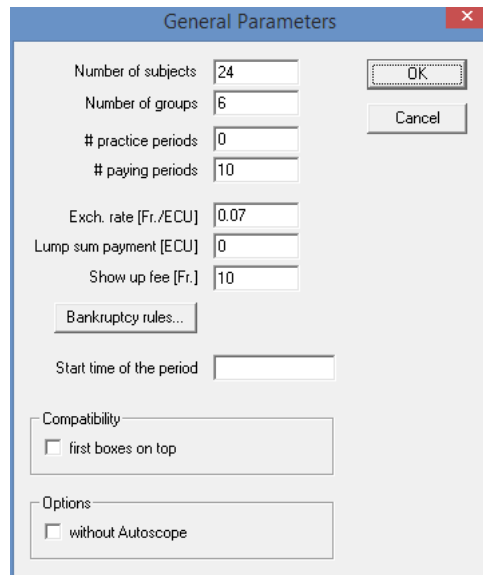 General Parameters
Number of subjects 24
OK
Number of groups 6
Cancel
# practice periods 0
# paying periods 10
Exch. rate [Fr./ECU] 0.07
Lump sum payment [ECU] 0
Show up fee [Fr.] 10
Bankruptcy rules...
Start time of the period
Compatibility
first boxes on top
Options
without Autoscope